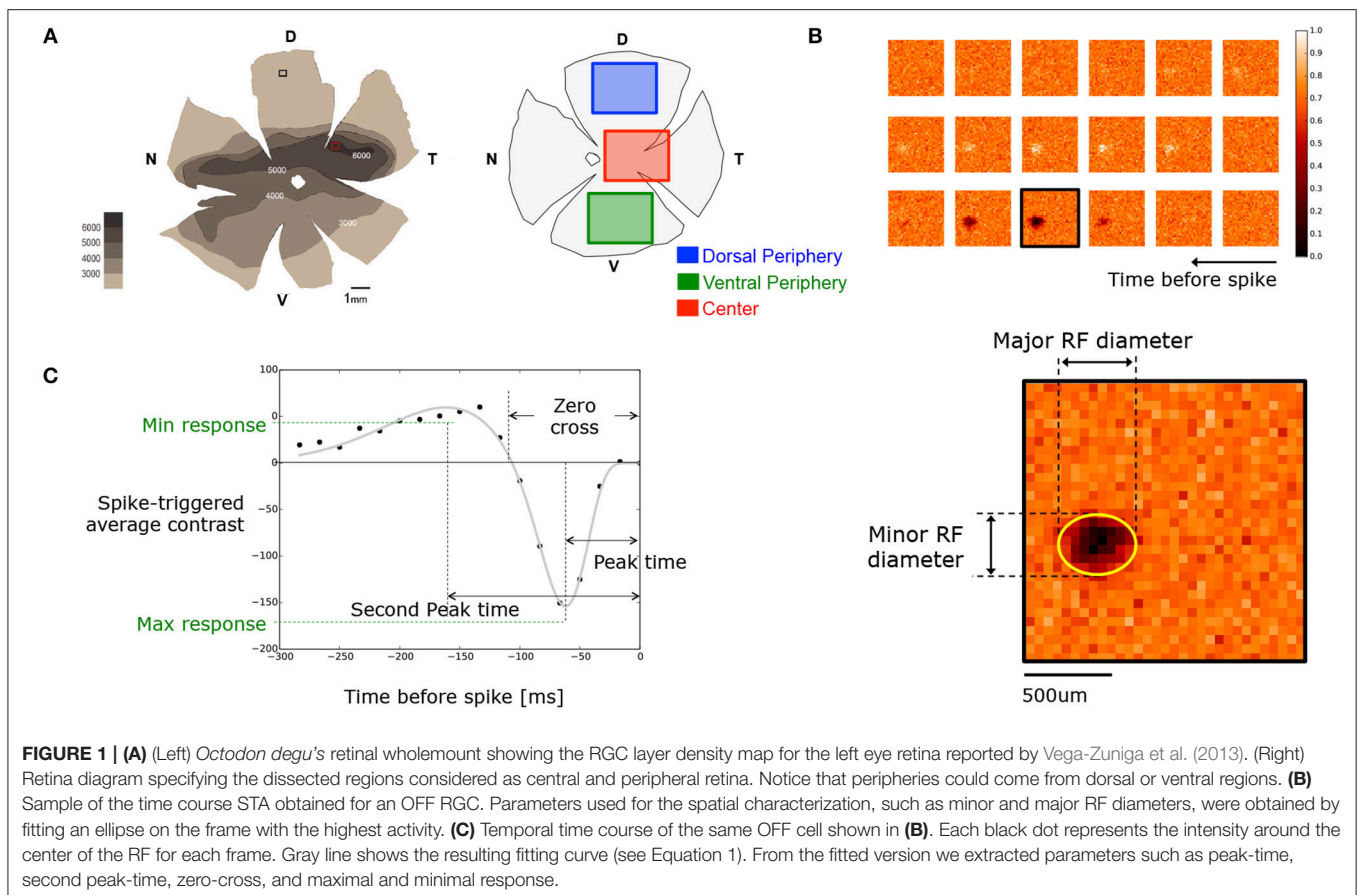 A
D
N
T
V
6000
5000
4000
3000
6000
5000
4000
3000
1mm
D
N
T
V
Dorsal Periphery
Ventral Periphery
Center
B
1.0
0.9
0.8
0.7
0.6
0.5
0.4
0.3
0.2
0.1
0.0
Time before spike
Major RF diameter
Minor RF
diameter
500um
C
100
0
0
−50
−100
−150
−200
−300
−250
−200
−150
−100
−50
0
Min response
Zero
cross
Spike-triggered
average contrast
Peak time
Second Peak time
Max response
Time before spike [ms]
FIGURE 1 | (A) (Left) Octodon degu's retinal wholemount showing the RGC layer density map for the left eye retina reported by Vega-Zuniga et al. (2013). (Right)
Retina diagram specifying the dissected regions considered as central and peripheral retina. Notice that peripheries could come from dorsal or ventral regions. (B)
Sample of the time course STA obtained for an OFF RGC. Parameters used for the spatial characterization, such as minor and major RF diameters, were obtained by
fitting an ellipse on the frame with the highest activity. (C) Temporal time course of the same OFF cell shown in (B). Each black dot represents the intensity around the
center of the RF for each frame. Gray line shows the resulting fitting curve (see Equation 1). From the fitted version we extracted parameters such as peak-time,
second peak-time, zero-cross, and maximal and minimal response.